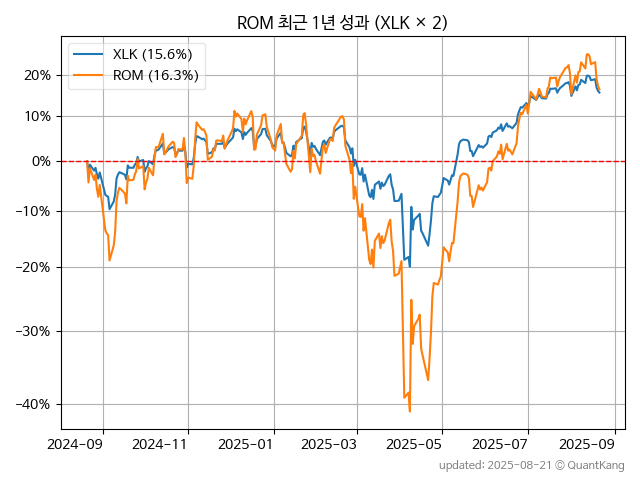 ROM 최근 1년 성과 (XLK × 2)
XLK (15.6%)
ROM (16.3%)
20%
10%
0%
−10%
−20%
−30%
−40%
2024-09 2024-11 2025-01 2025-03 2025-05 2025-07 2025-09
updated: 2025-08-21 © QuantKang